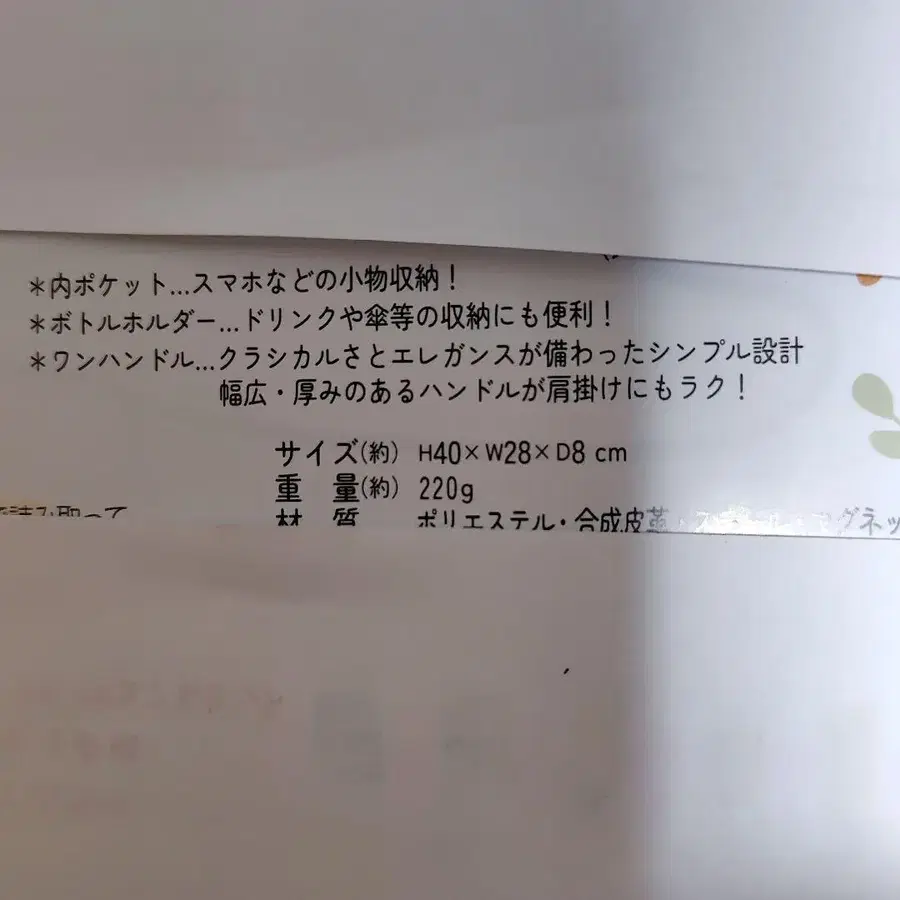 *内ポケット…スマホなどの小物収納!
*ボトルホルダー…ドリンクや傘等の収納にも便利!
*ワンハンドル…クラシカルさとエレガンスが備わったシンプル設計
幅広・厚みのあるハンドルが肩掛けにもラク!
サイズ(約) H40×W28×D8 cm
重 量(約) 220g
材 質 ポリエステル・合成皮革・